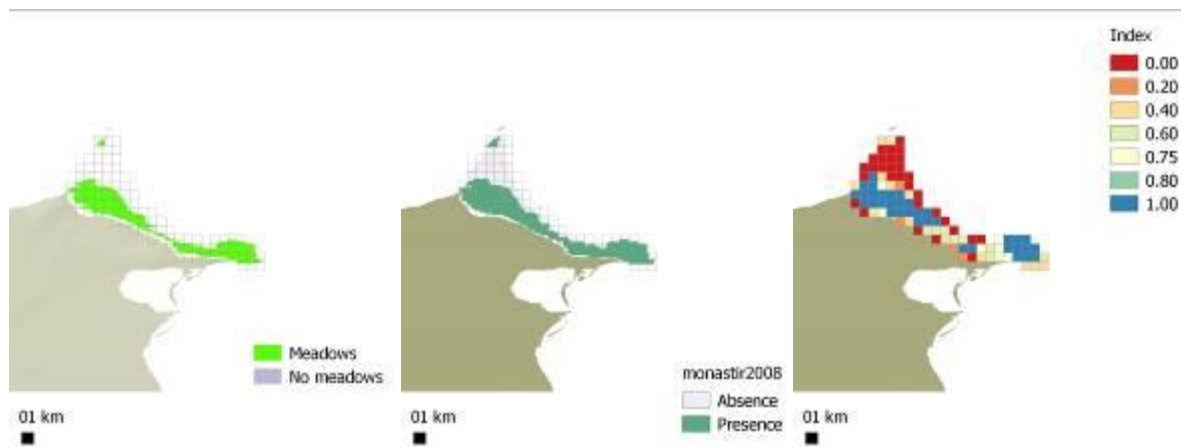 Index
0.00
0.20
0.40
0.60
0.75
0.80
1.00
Meadows
No meadows
01 km
monastir2008
Absence
Presence
01 km
01 km